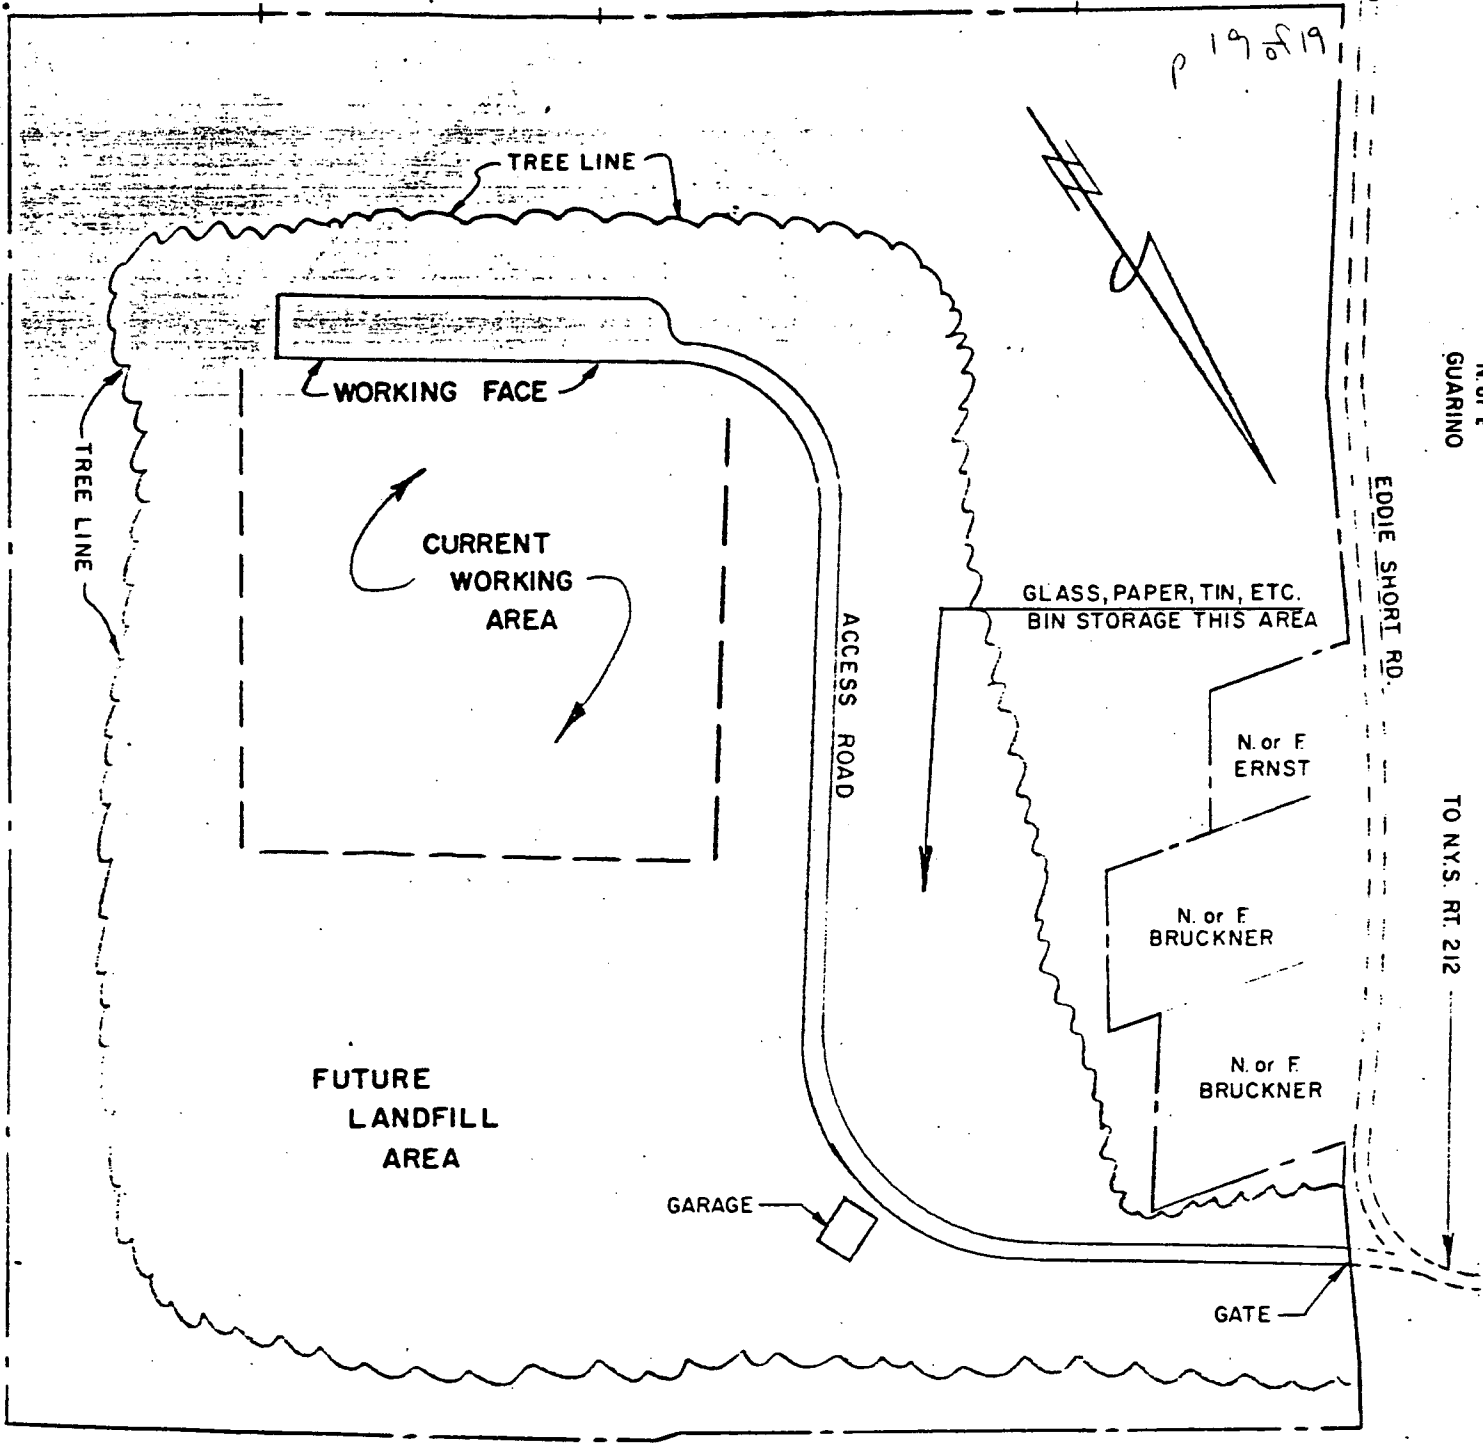 p 19 of 19
TREE LINE
WORKING FACE
TREE LINE
CURRENT
WORKING
AREA
ACCESS ROAD
GLASS, PAPER, TIN, ETC.
BIN STORAGE THIS AREA
GUARINO
EDDIE SHORT RD.
N. or F.
ERNST
N. or F.
BRUCKNER
N. or F.
BRUCKNER
TO N.Y.S. RT. 212
FUTURE
LANDFILL
AREA
GARAGE
GATE